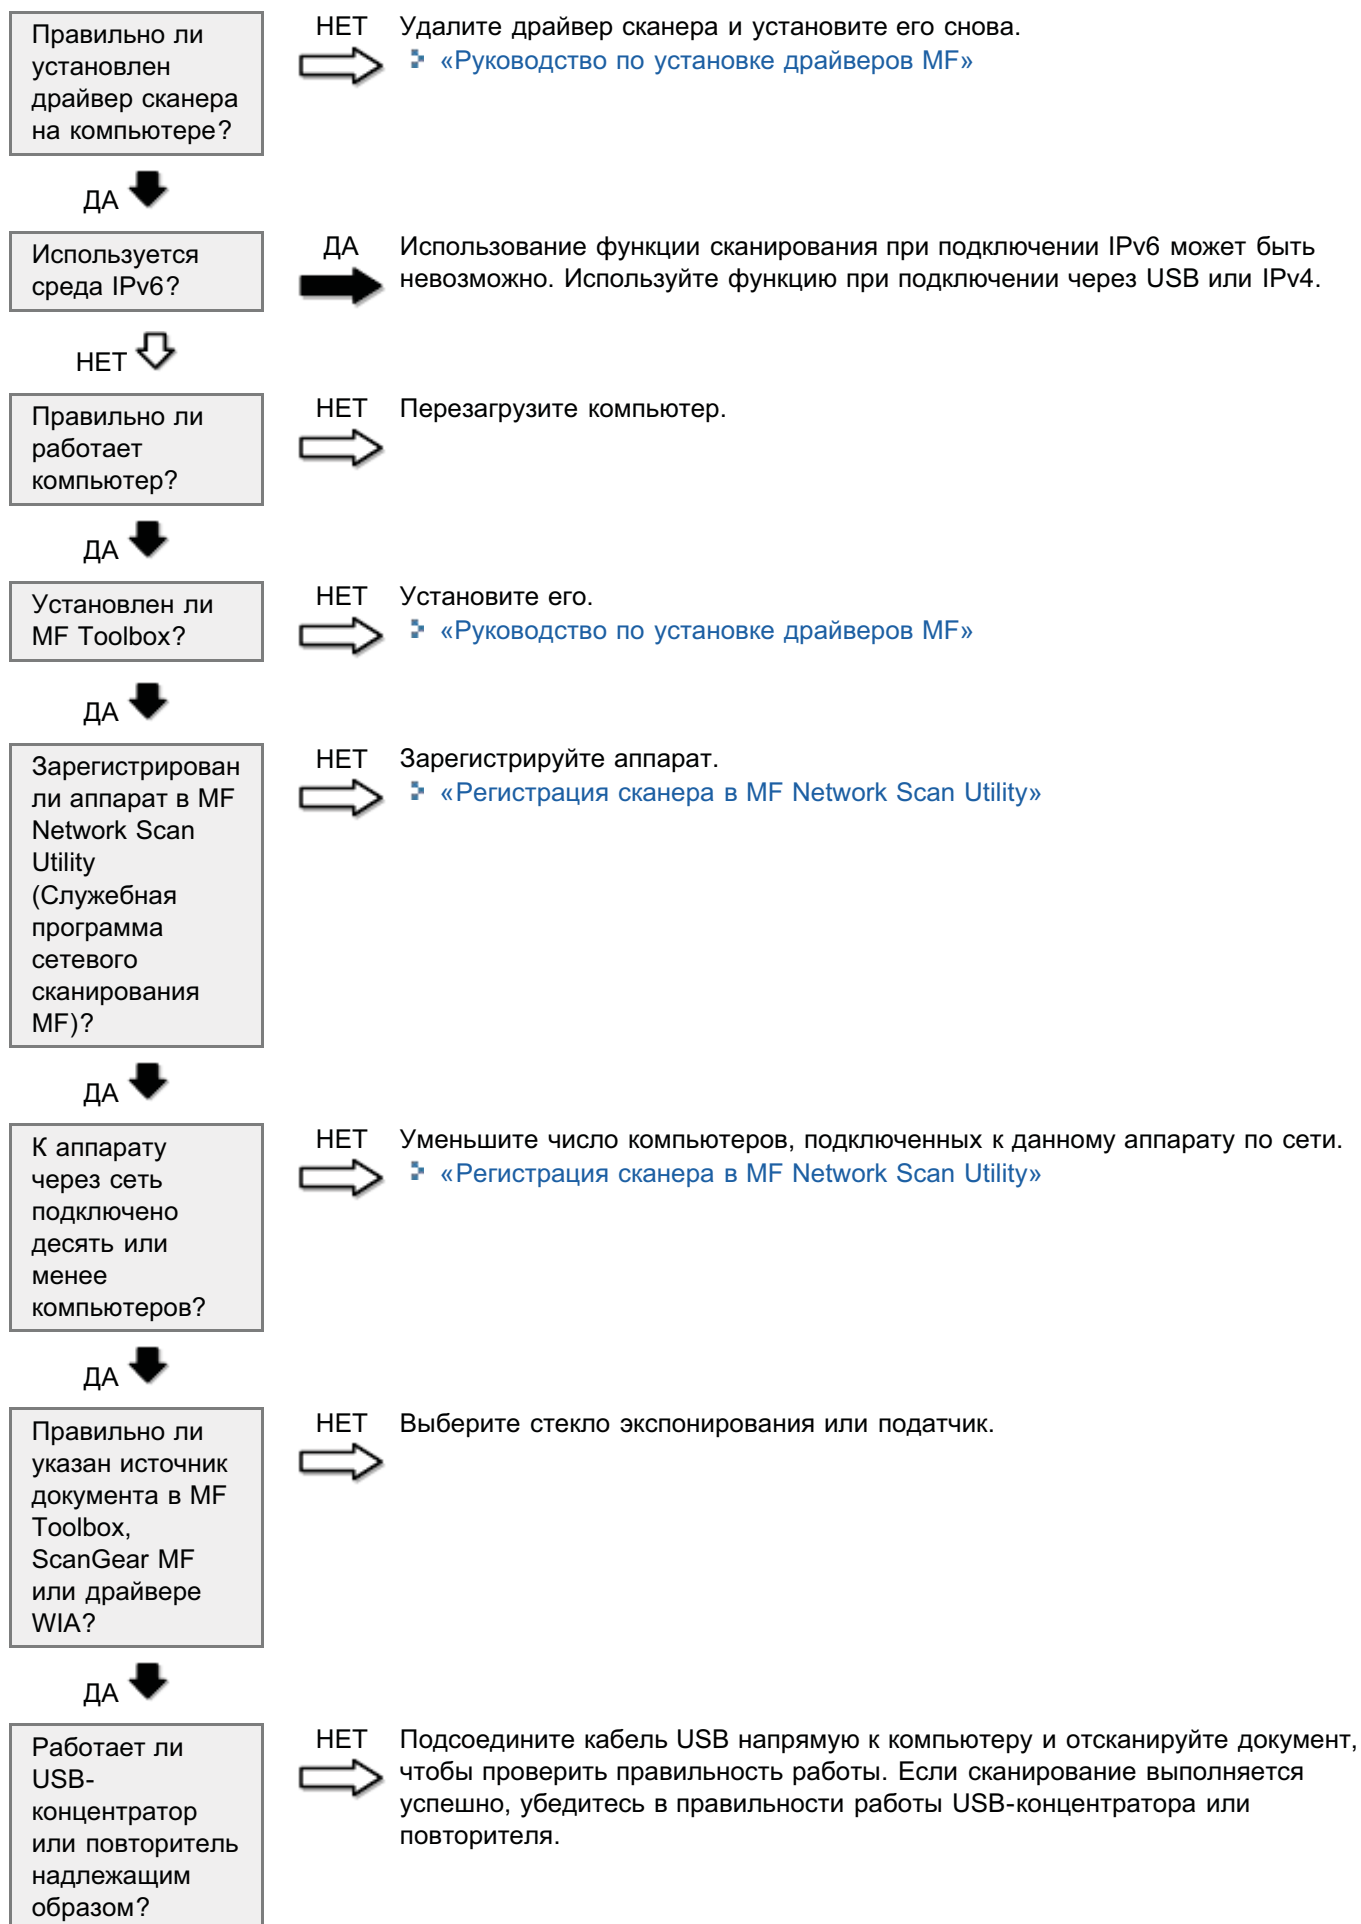 Правильно ли
установлен
драйвер сканера
на компьютере?
НЕТ
Удалите драйвер сканера и установите его снова.
«Руководство по установке драйверов MF»
ДА
Используется
среда IPv6?
ДА
Использование функции сканирования при подключении IPv6 может быть
невозможно. Используйте функцию при подключении через USB или IPv4.
НЕТ
Правильно ли
работает
компьютер?
НЕТ
Перезагрузите компьютер.
ДА
Установлен ли
MF Toolbox?
НЕТ
Установите его.
«Руководство по установке драйверов MF»
ДА
Зарегистрирован
ли аппарат в MF
Network Scan
Utility
(Служебная
программа
сетевого
сканирования
MF)?
НЕТ
Зарегистрируйте аппарат.
«Регистрация сканера в MF Network Scan Utility»
ДА
К аппарату
через сеть
подключено
десять или
менее
компьютеров?
НЕТ
Уменьшите число компьютеров, подключенных к данному аппарату по сети.
«Регистрация сканера в MF Network Scan Utility»
ДА
Правильно ли
указан источник
документа в MF
Toolbox,
ScanGear MF
или драйвере
WIA?
НЕТ
Выберите стекло экспонирования или податчик.
ДА
Работает ли
USB-
концентратор
или повторитель
надлежащим
образом?
НЕТ
Подсоедините кабель USB напрямую к компьютеру и отсканируйте документ,
чтобы проверить правильность работы. Если сканирование выполняется
успешно, убедитесь в правильности работы USB-концентратора или
повторителя.